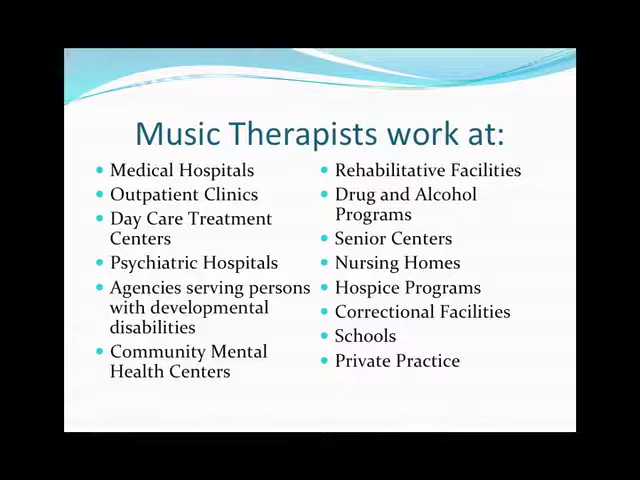 Music Therapists work at:
Medical Hospitals
Outpatient Clinics
Day Care Treatment
Centers
Psychiatric Hospitals
Agencies serving persons
with developmental
disabilities
Community Mental
Health Centers
Rehabilitative Facilities
Drug and Alcohol
Programs
Senior Centers
Nursing Homes
Hospice Programs
Correctional Facilities
Schools
Private Practice